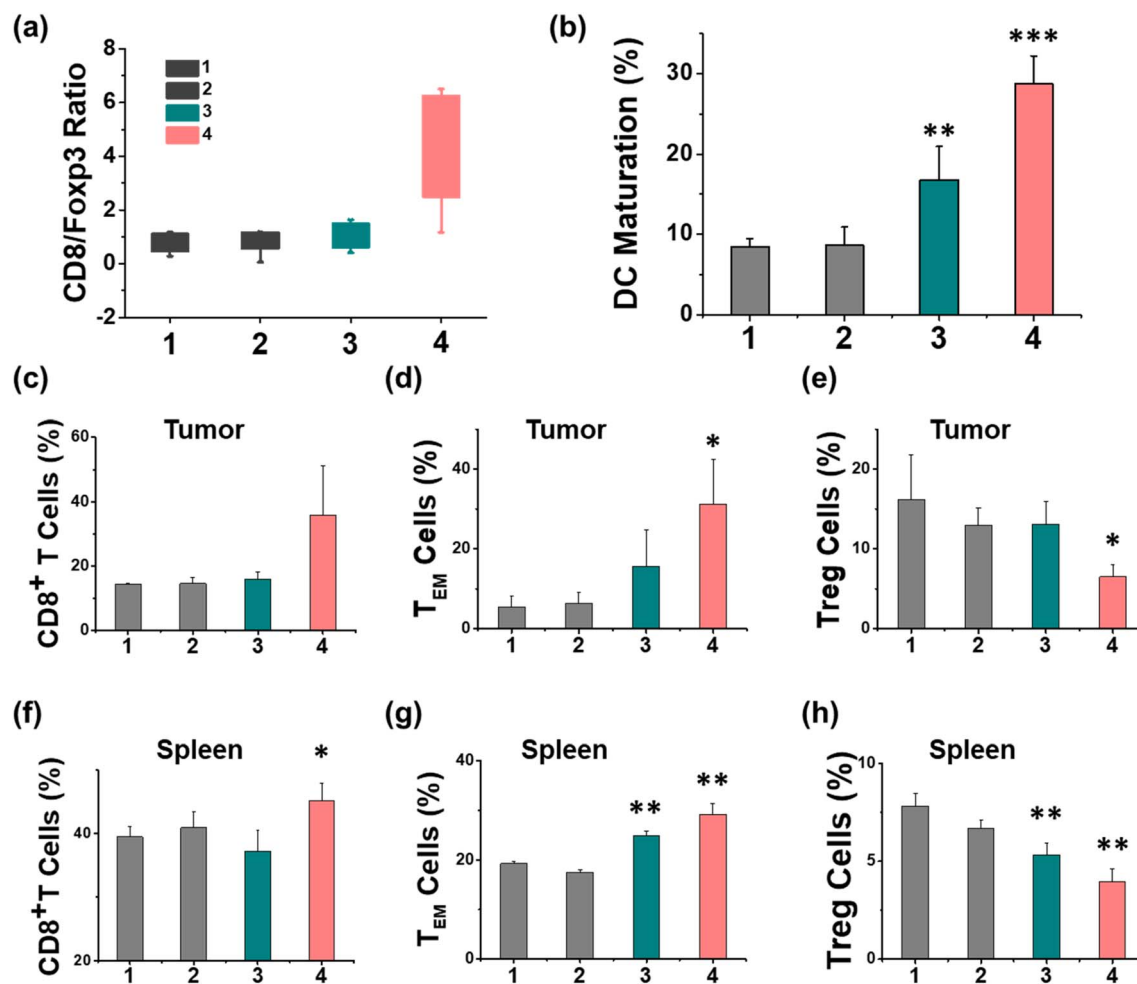 (a)
CD8/Foxp3 Ratio
8
6
4
2
0
-2
1
2
3
4
1 2 3 4
(b)
DC Maturation (%)
30
20
10
0
**
***
1 2 3 4
(c)
Tumor
CD8+ T Cells (%)
60
40
20
0
1 2 3 4
(d)
Tumor
TEM Cells (%)
40
20
0
*
1 2 3 4
(e)
Tumor
Treg Cells (%)
20
10
0
*
1 2 3 4
(f)
Spleen
CD8+T Cells (%)
40
20
*
1 2 3 4
(g)
Spleen
TEM Cells (%)
40
20
0
**
**
1 2 3 4
(h)
Spleen
Treg Cells (%)
10
5
0
**
**
1 2 3 4